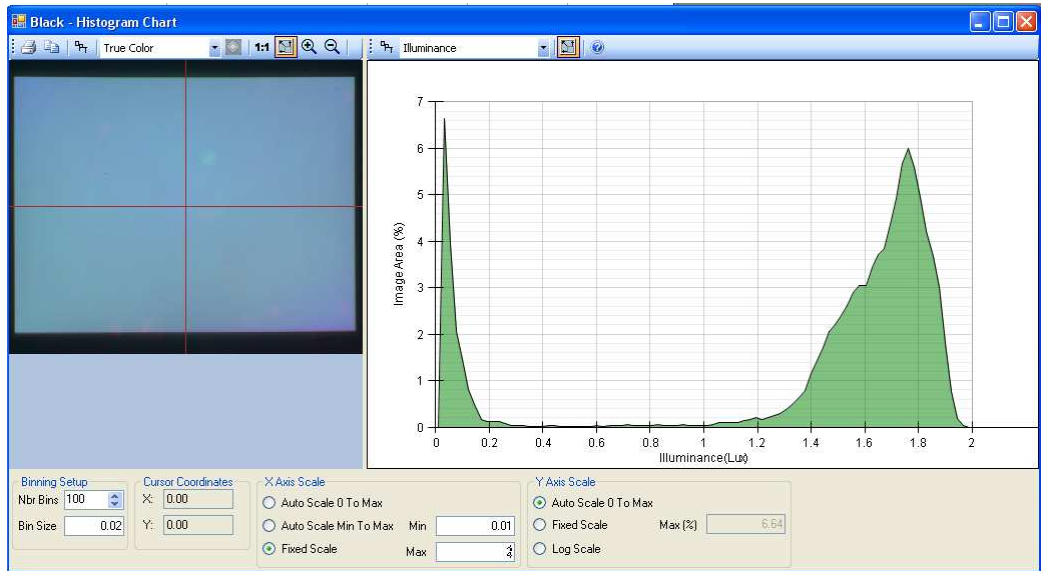 Black - Histogram Chart
True Color
1:1
Illuminance
7
6
5
4
3
2
1
0
Image Area (%)
0 0.2 0.4 0.6 0.8 1 1.2 1.4 1.6 1.8 2
Illuminance(Lux)
Binning Setup
Nbr Bins 100
Bin Size 0.02
Cursor Coordinates
X: 0.00
Y: 0.00
X Axis Scale
Auto Scale 0 To Max
Auto Scale Min To Max Min 0.01
Fixed Scale Max
Y Axis Scale
Auto Scale 0 To Max
Fixed Scale Max (%) 6.64
Log Scale